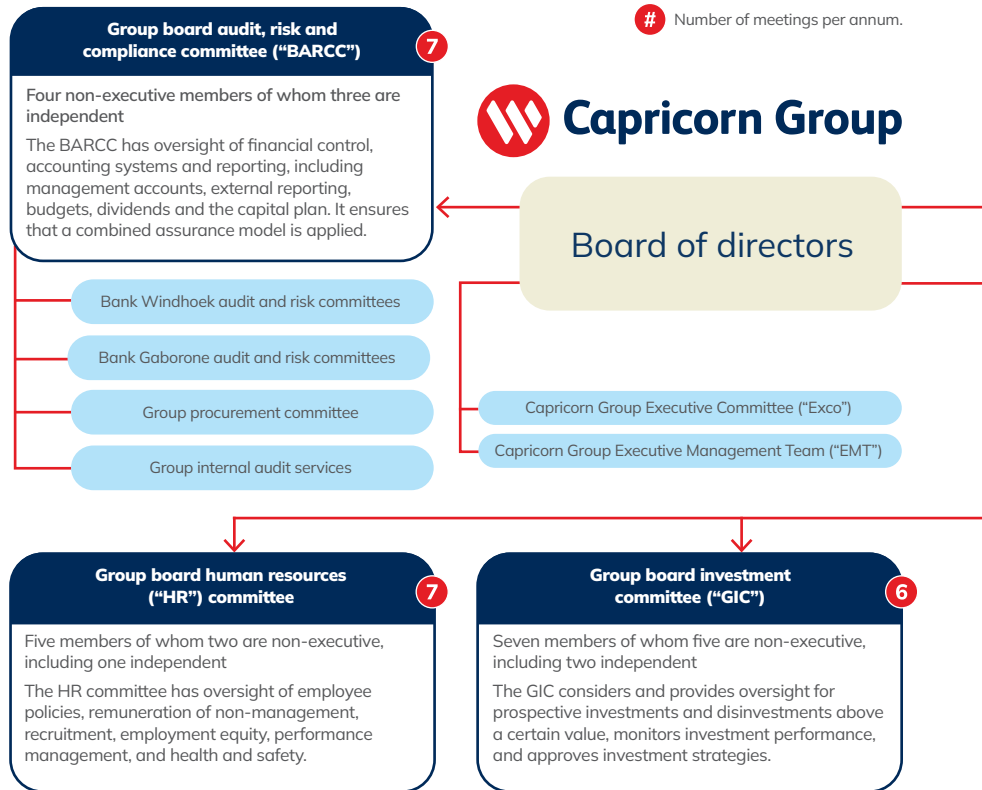 Group board audit, risk and
compliance committee (“BARCC”)
7
Four non-executive members of whom three are
independent
The BARCC has oversight of financial control,
accounting systems and reporting, including
management accounts, external reporting,
budgets, dividends and the capital plan. It ensures
that a combined assurance model is applied.
Bank Windhoek audit and risk committees
Bank Gaborone audit and risk committees
Group procurement committee
Group internal audit services
# Number of meetings per annum.
Capricorn Group
Board of directors
Capricorn Group Executive Committee (“Exco”)
Capricorn Group Executive Management Team (“EMT”)
Group board human resources
(“HR”) committee
7
Five members of whom two are non-executive,
including one independent
The HR committee has oversight of employee
policies, remuneration of non-management,
recruitment, employment equity, performance
management, and health and safety.
Group board investment
committee (“GIC”)
6
Seven members of whom five are non-executive,
including two independent
The GIC considers and provides oversight for
prospective investments and disinvestments above
a certain value, monitors investment performance,
and approves investment strategies.